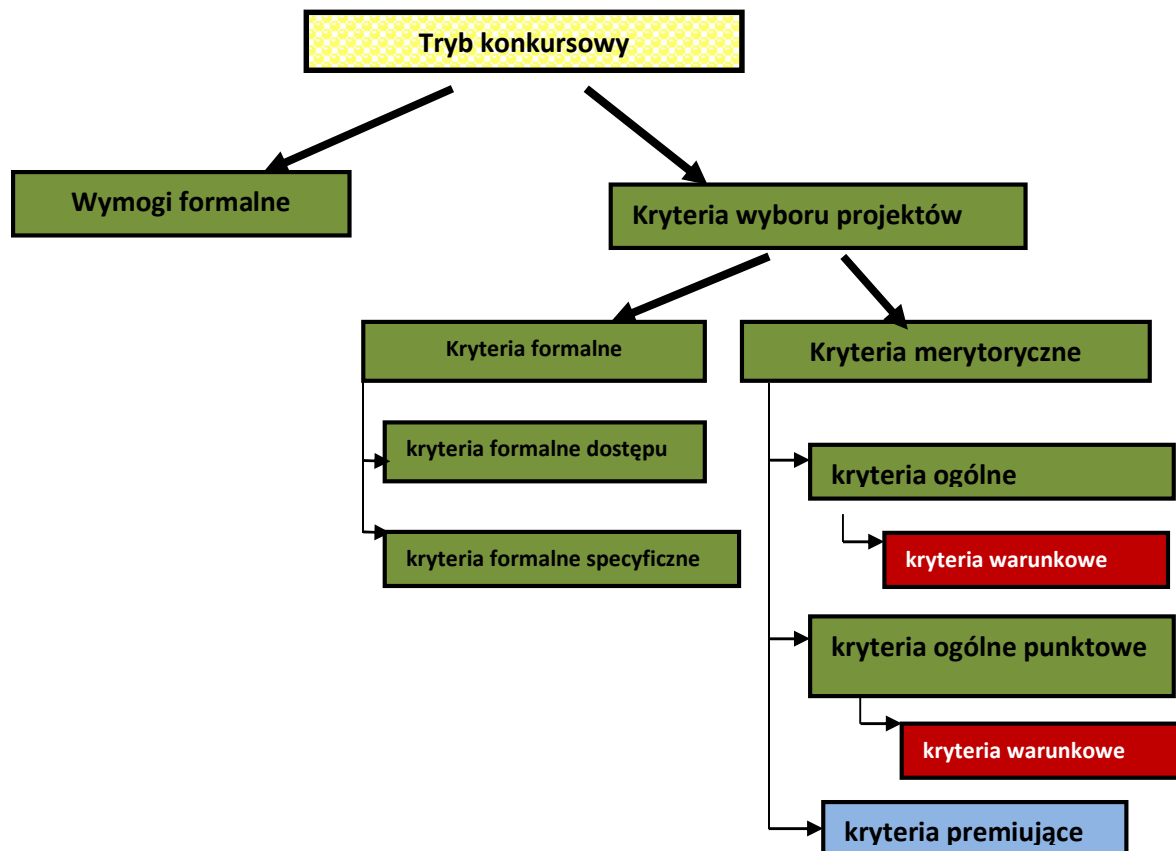 Tryb konkursowy
Wymogi formalne
Kryteria wyboru projektów
Kryteria formalne
Kryteria merytoryczne
kryteria formalne dostępu
kryteria ogólne
kryteria formalne specyficzne
kryteria warunkowe
kryteria ogólne punktowe
kryteria warunkowe
kryteria premiujące